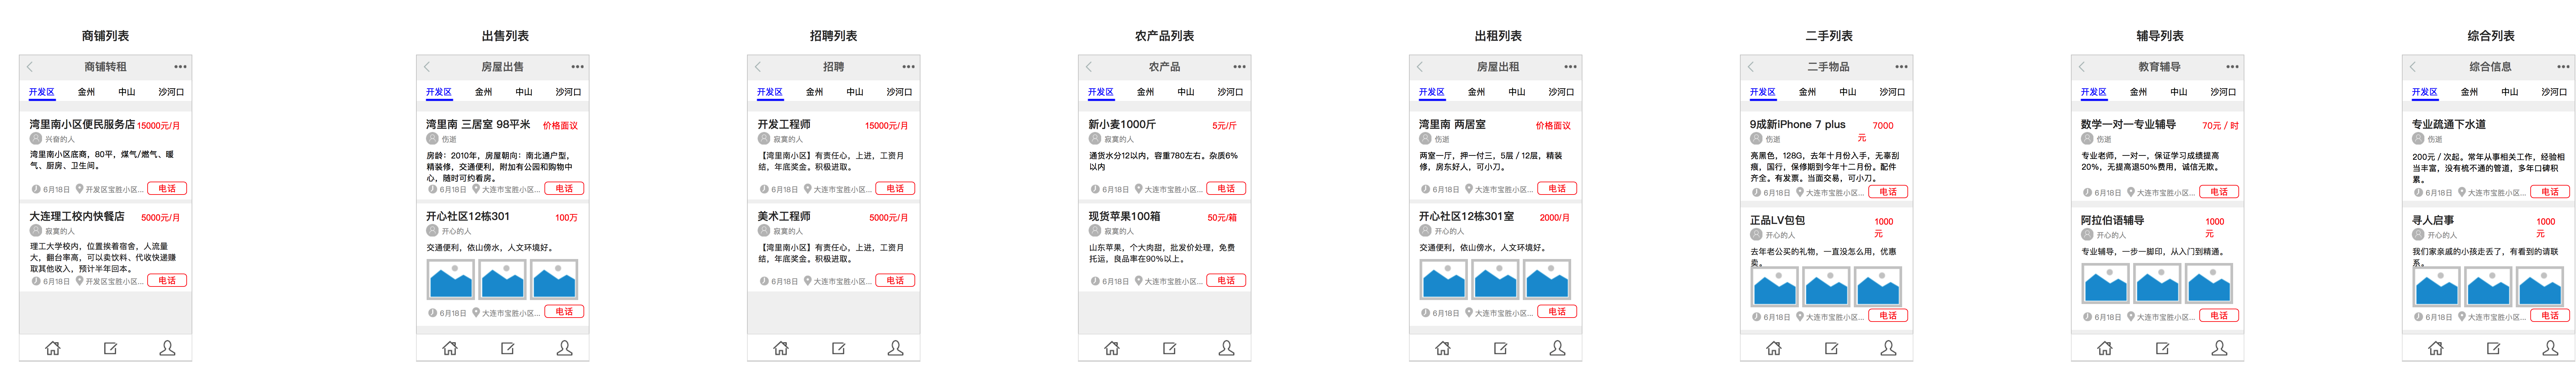 商铺列表
商铺转租
开发区 金州 中山 沙河口
湾里南小区便民服务店 15000元/月
兴奋的人
湾里南小区底商，80平，煤气/燃气、暖
气、厨房、卫生间。
6月18日 开发区宝胜小区... 电话
大连理工校内快餐店 5000元/月
寂寞的人
理工大学校内，位置挨着宿舍，人流量
大，翻台率高，可以卖饮料、代收快递赚
取其他收入，预计半年回本。
6月18日 开发区宝胜小区... 电话
出售列表
房屋出售
开发区 金州 中山 沙河口
湾里南 三居室 98平米 价格面议
伤逝
房龄：2010年，房屋朝向：南北通户型，
精装修，交通便利，附加有公园和购物中
心，随时可约看房。
6月18日 大连市宝胜小区... 电话
开心社区12栋301 100万
开心的人
交通便利，依山傍水，人文环境好。
6月18日 大连市宝胜小区... 电话
招聘列表
招聘
开发区 金州 中山 沙河口
开发工程师 15000元/月
寂寞的人
【湾里南小区】有责任心，上进，工资月
结，年底奖金。积极进取。
6月18日 大连市宝胜小区... 电话
美术工程师 5000元/月
寂寞的人
【湾里南小区】有责任心，上进，工资月
结，年底奖金。积极进取。
6月18日 大连市宝胜小区... 电话
农产品列表
农产品
开发区 金州 中山 沙河口
新小麦1000斤 5元/斤
寂寞的人
通货水分12以内，容重780左右。杂质6%
以内
6月18日 大连市宝胜小区... 电话
现货苹果100箱 50元/箱
寂寞的人
山东苹果，个大肉甜，批发价处理，免费
托运，良品率在90%以上。
6月18日 大连市宝胜小区... 电话
出租列表
房屋出租
开发区 金州 中山 沙河口
湾里南 两居室 价格面议
伤逝
两室一厅，押一付三，5层 / 12层，精装
修，房东好人，可小刀。
6月18日 大连市宝胜小区... 电话
开心社区12栋301室 2000/月
开心的人
交通便利，依山傍水，人文环境好。
6月18日 大连市宝胜小区... 电话
二手列表
二手物品
开发区 金州 中山 沙河口
9成新iPhone 7 plus 7000
元
伤逝
亮黑色，128G，去年十月份入手，无辜刮
痕，国行，保修期到今年十二月份。配件
齐全。有发票。当面交易，可小刀。
6月18日 大连市宝胜小区... 电话
正品LV包包 1000
元
开心的人
去年老公买的礼物，一直没怎么用，优惠
卖。
6月18日 大连市宝胜小区... 电话
辅导列表
教育辅导
开发区 金州 中山 沙河口
数学一对一专业辅导 70元 / 时
伤逝
专业老师，一对一，保证学习成绩提高
20%，无提高退50%费用，诚信无欺。
6月18日 大连市宝胜小区... 电话
阿拉伯语辅导 1000
元
开心的人
专业辅导，一步一脚印，从入门到精通。
6月18日 大连市宝胜小区... 电话
综合列表
综合信息
开发区 金州 中山 沙河口
专业疏通下水道
伤逝
200元 / 次起。常年从事相关工作，经验相
当丰富，没有梳不通的管道，多年口碑积
累。
6月18日 大连市宝胜小区... 电话
寻人启事 1000
元
开心的人
我们家亲戚的小孩走丢了，有看到的请联
系。
6月18日 大连市宝胜小区... 电话